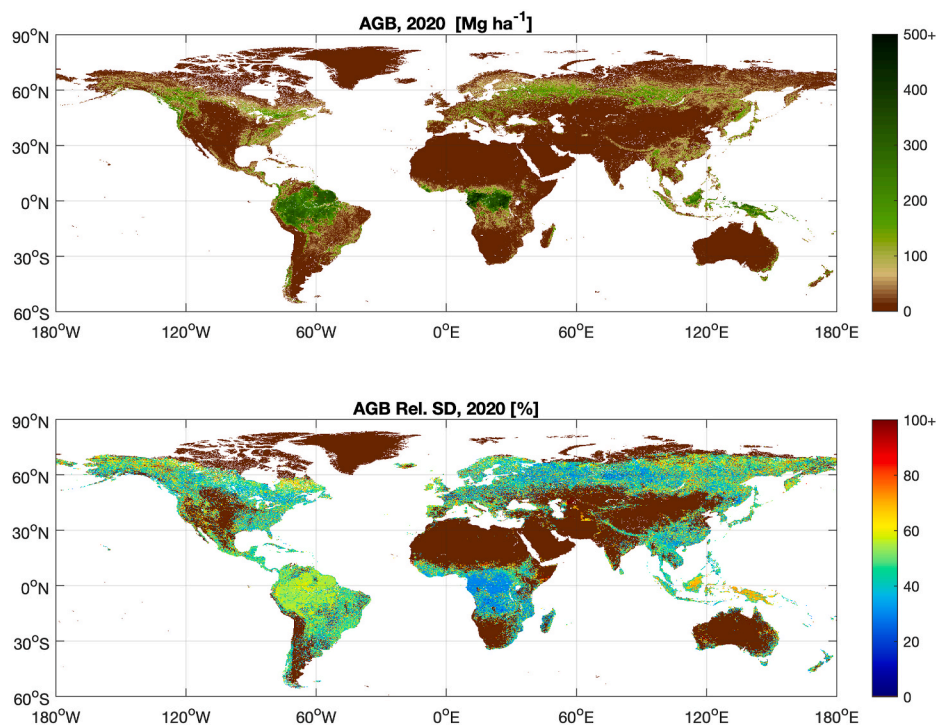 AGB, 2020 [Mg ha⁻¹]
90°N
60°N
30°N
0°N
30°S
60°S
180°W 120°W 60°W 0°E 60°E 120°E 180°E
500+
400
300
200
100
0
AGB Rel. SD, 2020 [%]
90°N
60°N
30°N
0°N
30°S
60°S
180°W 120°W 60°W 0°E 60°E 120°E 180°E
100+
80
60
40
20
0